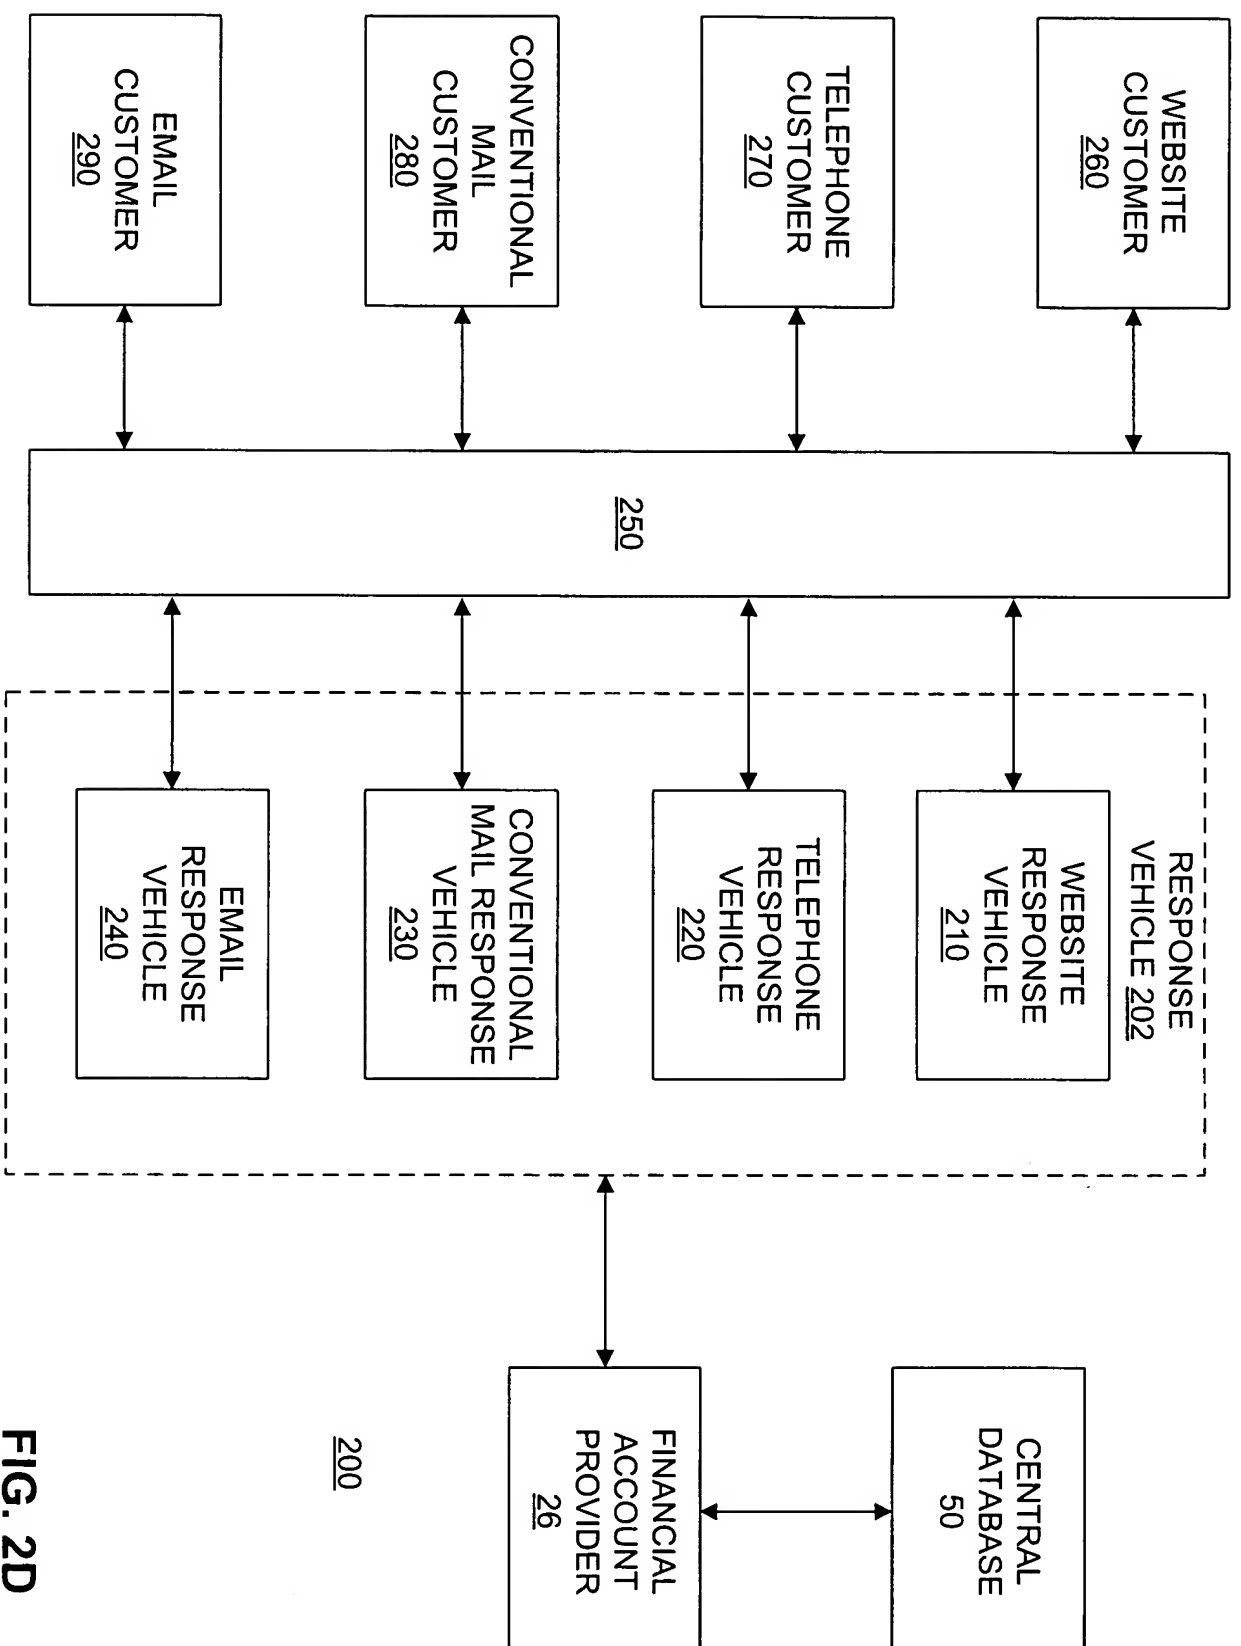 WEBSITE
CUSTOMER
260
TELEPHONE
CUSTOMER
270
CONVENTIONAL
MAIL
CUSTOMER
280
EMAIL
CUSTOMER
290
250
RESPONSE
VEHICLE 202
WEBSITE
RESPONSE
VEHICLE
210
TELEPHONE
RESPONSE
VEHICLE
220
CONVENTIONAL
MAIL RESPONSE
VEHICLE
230
EMAIL
RESPONSE
VEHICLE
240
CENTRAL
DATABASE
50
FINANCIAL
ACCOUNT
PROVIDER
26
200
FIG. 2D